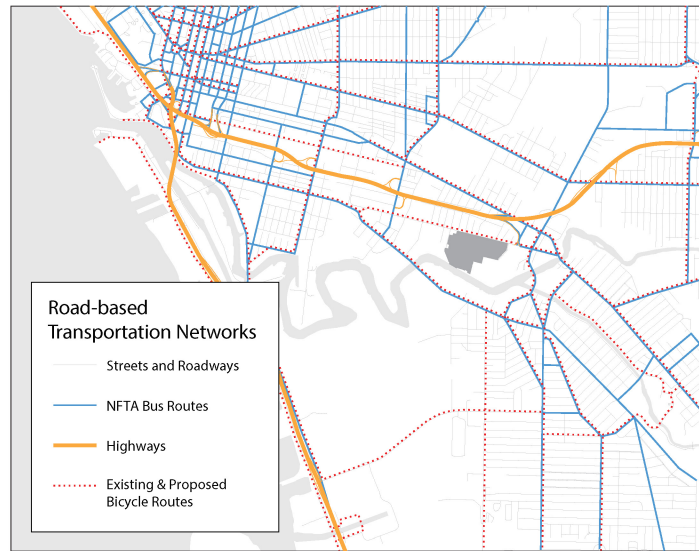 Road-based
Transportation Networks
Streets and Roadways
NFTA Bus Routes
Highways
Existing & Proposed
Bicycle Routes